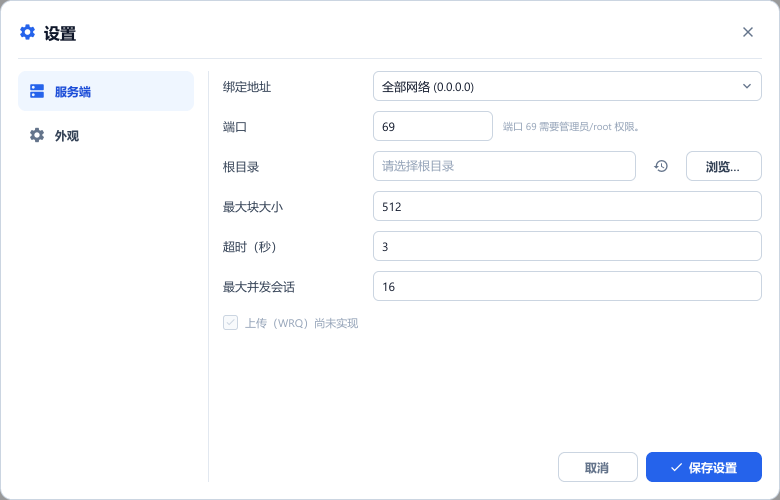 设置
服务端
外观
绑定地址
全部网络 (0.0.0.0)
端口
69
端口 69 需要管理员/root 权限。
根目录
请选择根目录
浏览...
最大块大小
512
超时（秒）
3
最大并发会话
16
上传（WRQ）尚未实现
取消
保存设置